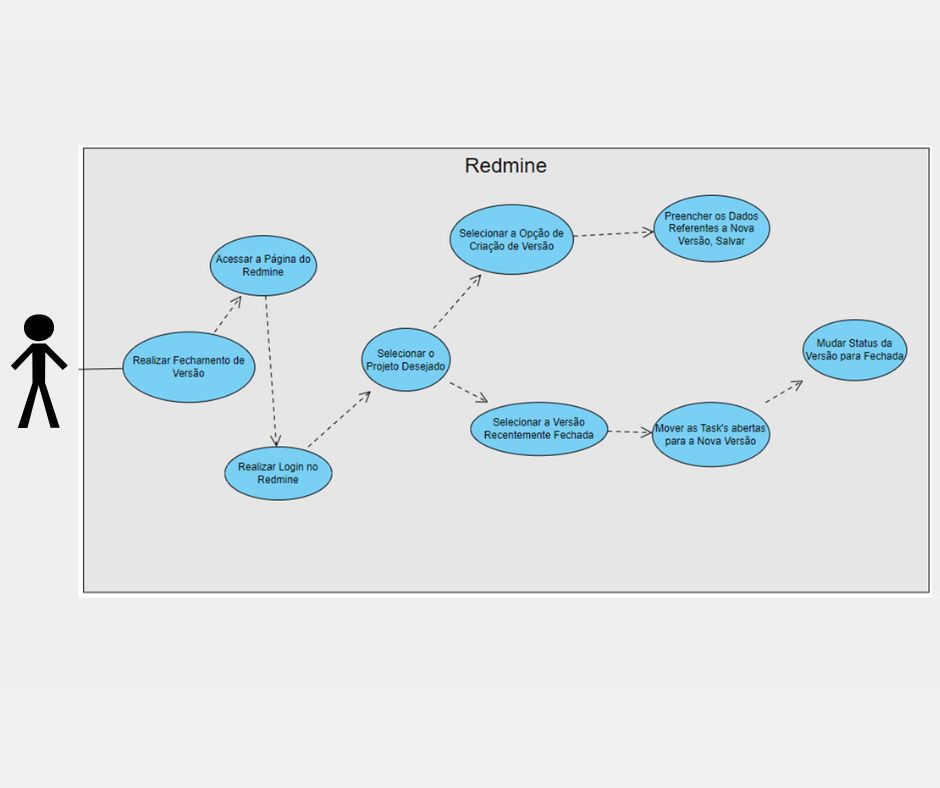 Redmine
Acessar a Página do
Redmine
Realizar Fechamento de
Versão
Realizar Login no
Redmine
Selecionar o
Projeto Desejado
Selecionar a Opção de
Criação de Versão
Preencher os Dados
Referentes a Nova
Versão, Salvar
Selecionar a Versão
Recentemente Fechada
Mover as Task's abertas
para a Nova Versão
Mudar Status da
Versão para Fechada